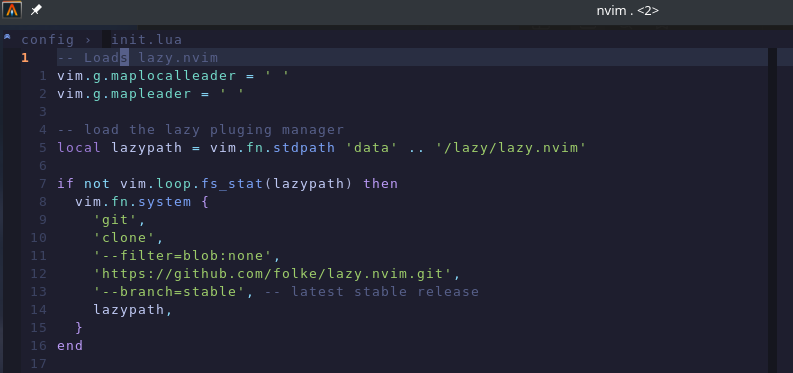 nvim . <2>
config › init.lua
1 -- Loads lazy.nvim
1 vim.g.maplocalleader = ' '
2 vim.g.mapleader = ' '
3
4 -- load the lazy pluging manager
5 local lazypath = vim.fn.stdpath 'data' .. '/lazy/lazy.nvim'
6
7 if not vim.loop.fs_stat(lazypath) then
8   vim.fn.system {
9     'git',
10     'clone',
11     '--filter=blob:none',
12     'https://github.com/folke/lazy.nvim.git',
13     '--branch=stable', -- latest stable release
14     lazypath,
15   }
16 end
17